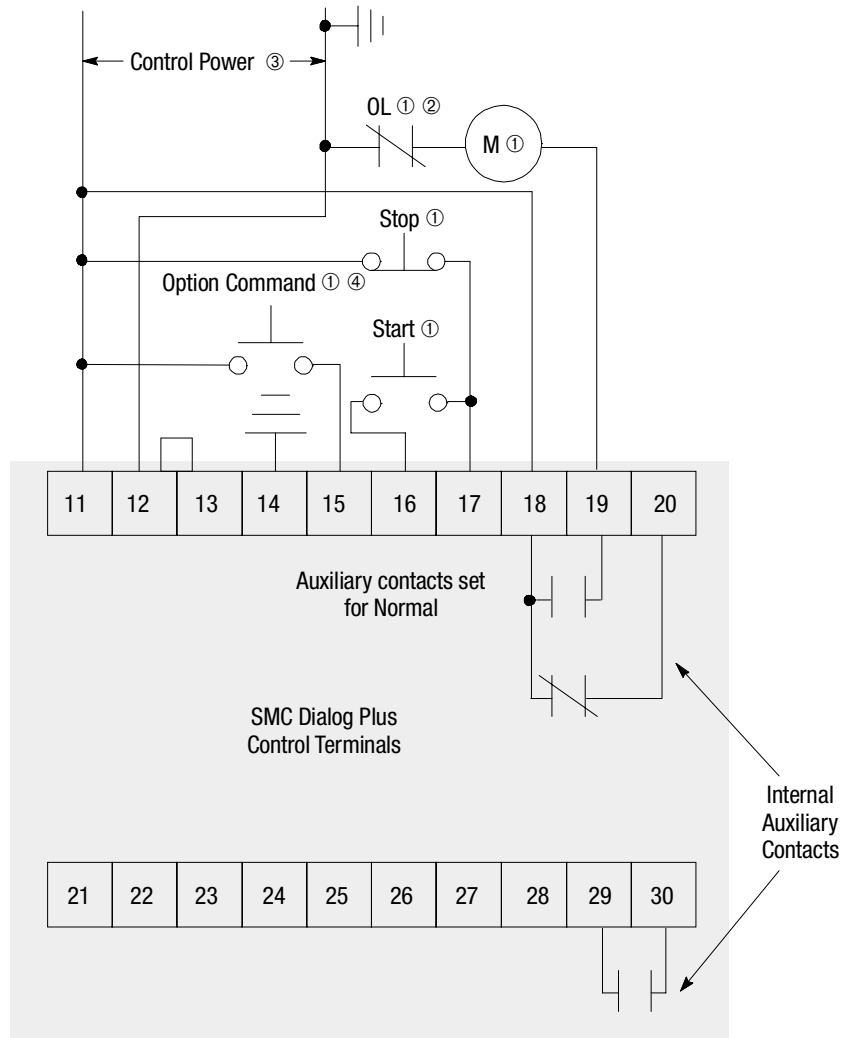 Control Power ③
OL ① ②
M ①
Stop ①
Option Command ① ④
Start ①
11 12 13 14 15 16 17 18 19 20
Auxiliary contacts set
for Normal
SMC Dialog Plus
Control Terminals
Internal
Auxiliary
Contacts
21 22 23 24 25 26 27 28 29 30